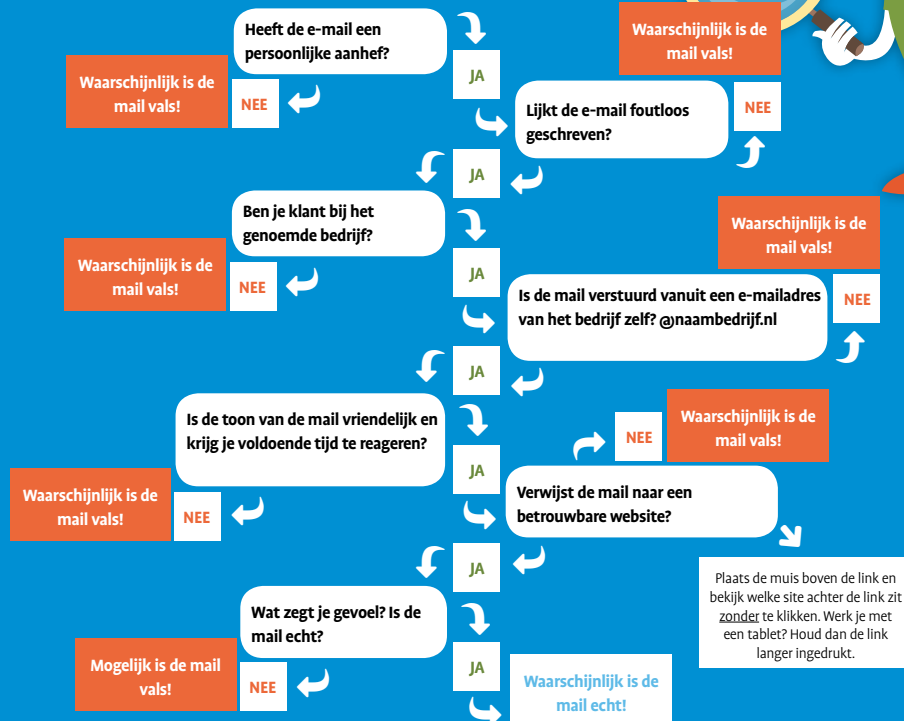 Heeft de e-mail een
persoonlijke aanhef?
JA
Waarschijnlijk is de
mail vals!
NEE
Waarschijnlijk is de
mail vals!
NEE
Lijkt de e-mail foutloos
geschreven?
JA
Ben je klant bij het
genoemde bedrijf?
JA
Waarschijnlijk is de
mail vals!
NEE
Waarschijnlijk is de
mail vals!
NEE
Is de mail verstuurd vanuit een e-mailadres
van het bedrijf zelf? @naambedrijf.nl
JA
Is de toon van de mail vriendelijk en
krijg je voldoende tijd te reageren?
JA
Waarschijnlijk is de
mail vals!
NEE
NEE
Waarschijnlijk is de
mail vals!
Verwijst de mail naar een
betrouwbare website?
JA
Plaats de muis boven de link en
bekijk welke site achter de link zit
zonder te klikken. Werk je met
een tablet? Houd dan de link
langer ingedrukt.
Wat zegt je gevoel? Is de
mail echt?
JA
Mogelijk is de mail
vals!
NEE
Waarschijnlijk is de
mail echt!